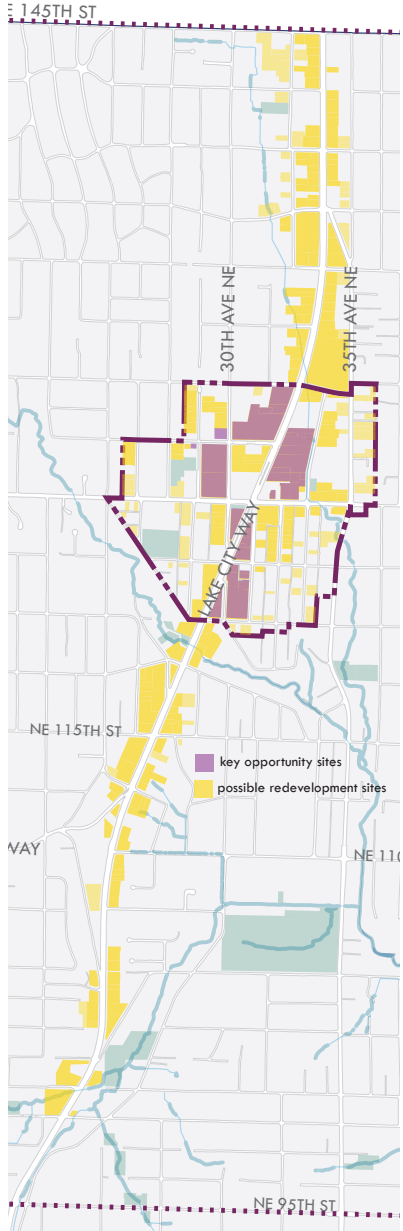 E 145TH ST
30TH AVE NE
35TH AVE NE
LAKE CITY WAY
NE 115TH ST
key opportunity sites
possible redevelopment sites
WAY
NE 110
NE 95TH ST